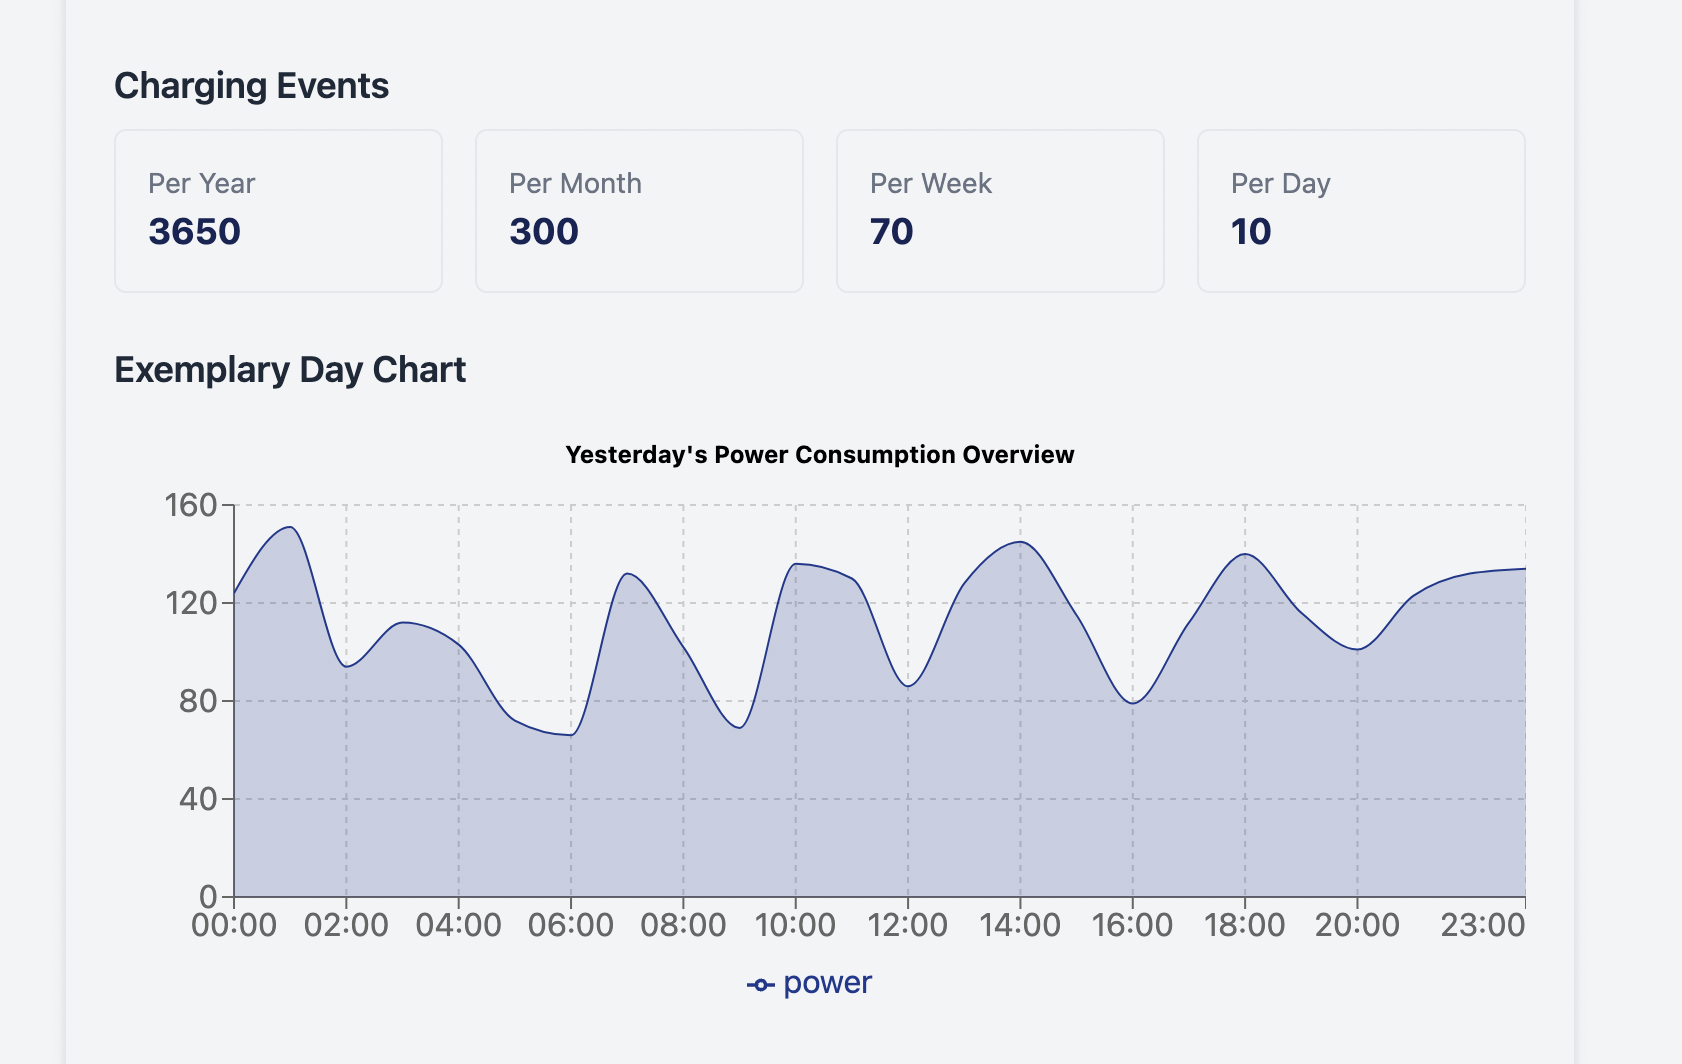 Charging Events
Per Year
3650
Per Month
300
Per Week
70
Per Day
10
Exemplary Day Chart
Yesterday's Power Consumption Overview
160
120
80
40
0
00:00 02:00 04:00 06:00 08:00 10:00 12:00 14:00 16:00 18:00 20:00 23:00
power